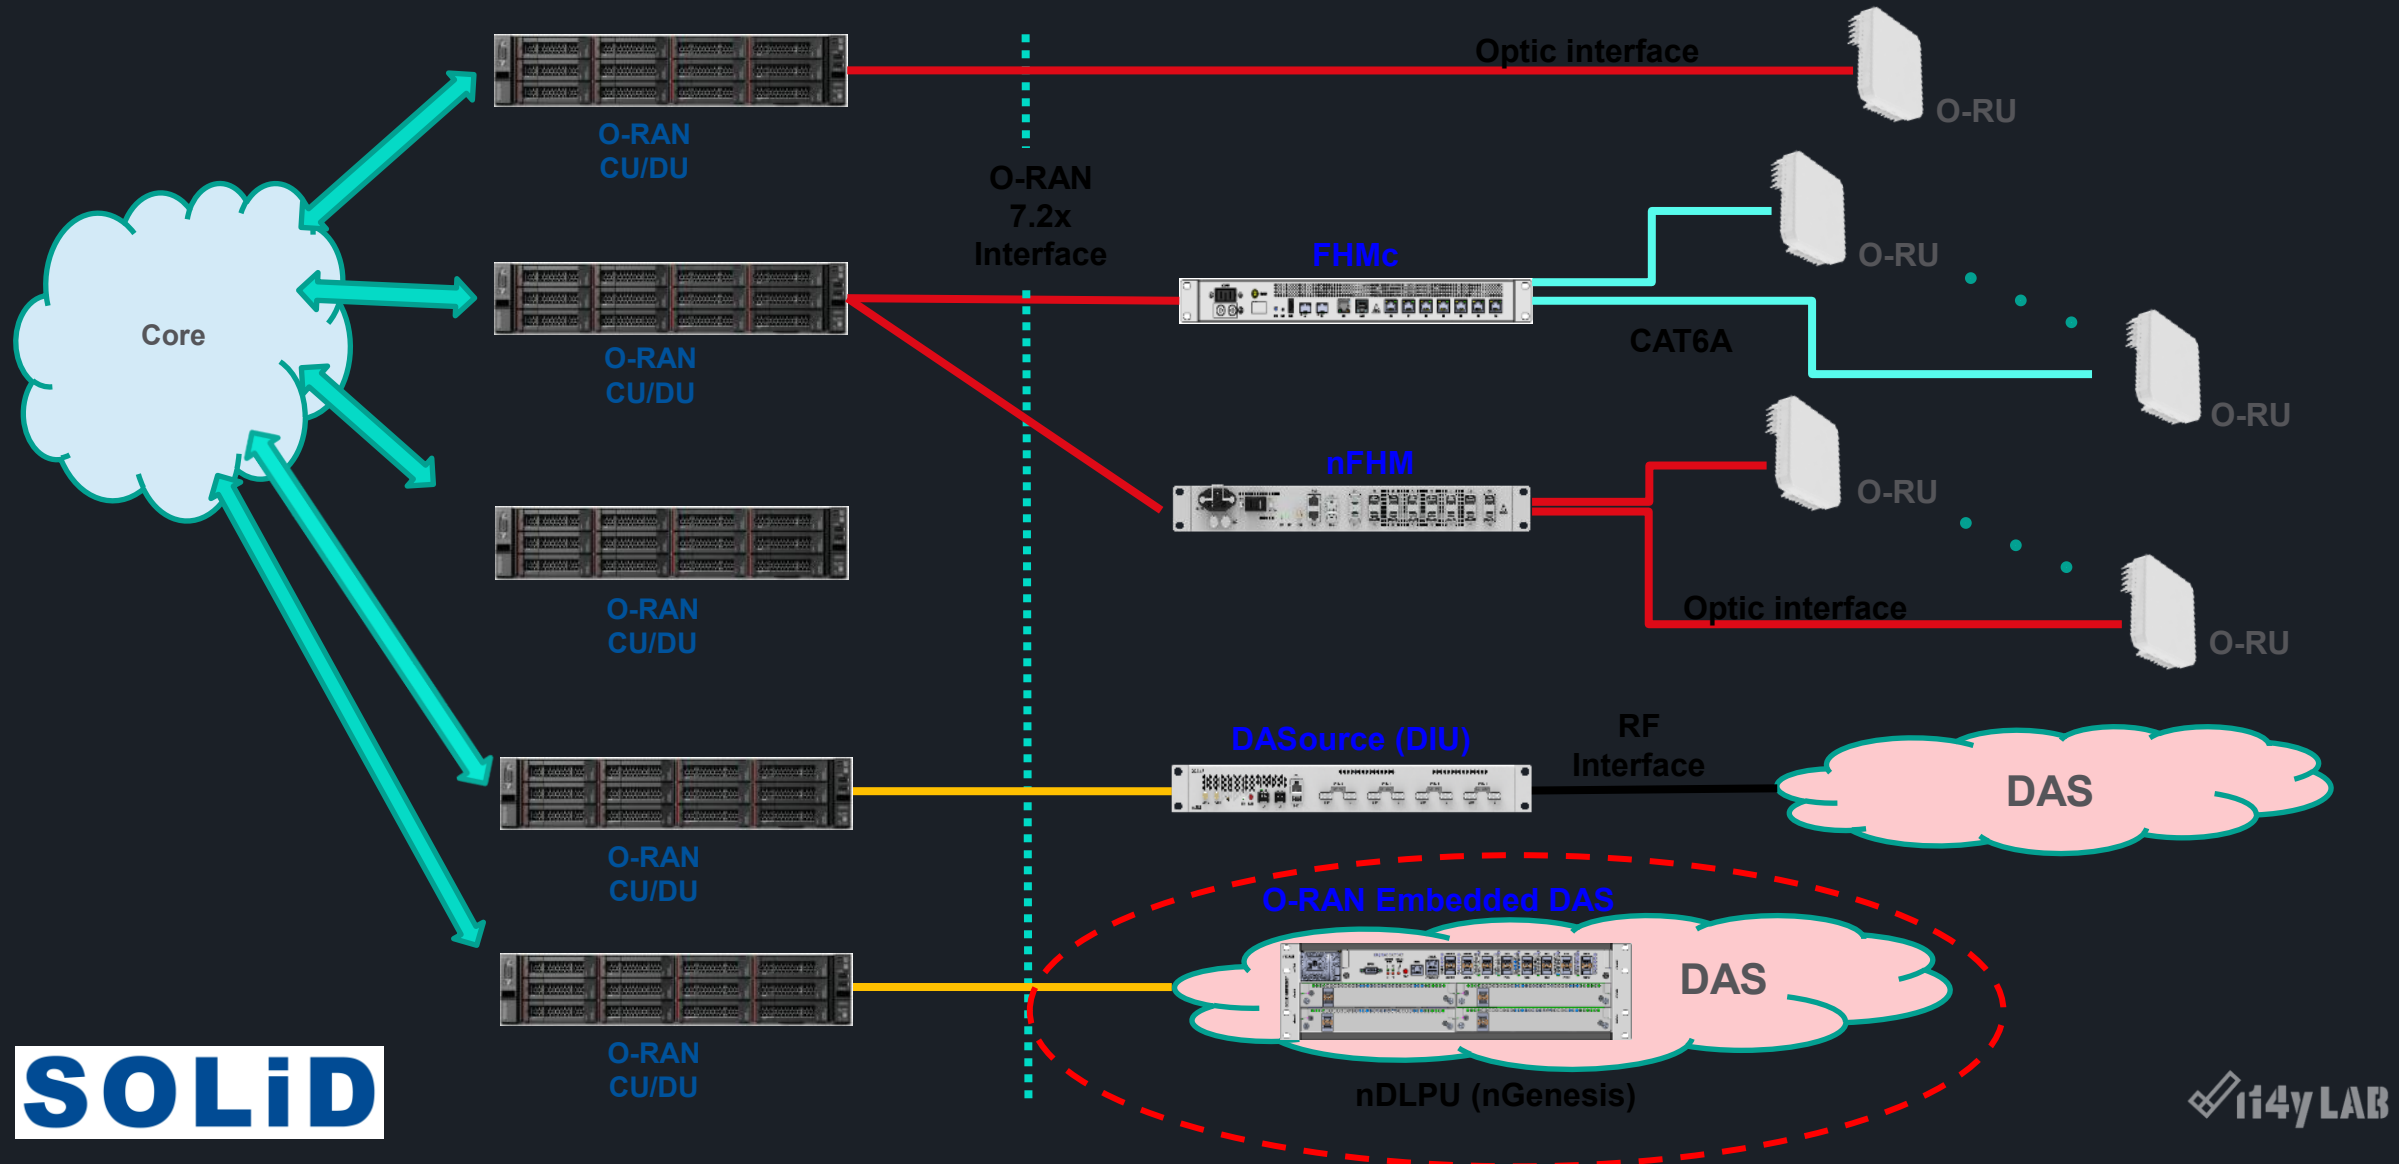 Optic interface
O-RU
O-RAN
CU/DU
O-RAN
7.2x
Interface
FHMc
O-RU
Core
CAT6A
O-RAN
CU/DU
O-RU
nFHM
O-RU
O-RAN
CU/DU
Optic interface
O-RU
DASource (DIU)
RF
Interface
DAS
O-RAN
CU/DU
O-RAN Embedded DAS
DAS
O-RAN
CU/DU
nDLPU (nGenesis)
SOLiD
i14y LAB